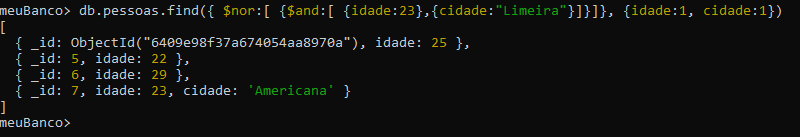 meuBanco> db.pessoas.find({ $nor:[ {$and:[ {idade:23},{cidade:"Limeira"}]}]}, {idade:1, cidade:1})
[
  { _id: ObjectId("6409e98f37a674054aa8970a"), idade: 25 },
  { _id: 5, idade: 22 },
  { _id: 6, idade: 29 },
  { _id: 7, idade: 23, cidade: 'Americana' }
]
meuBanco>